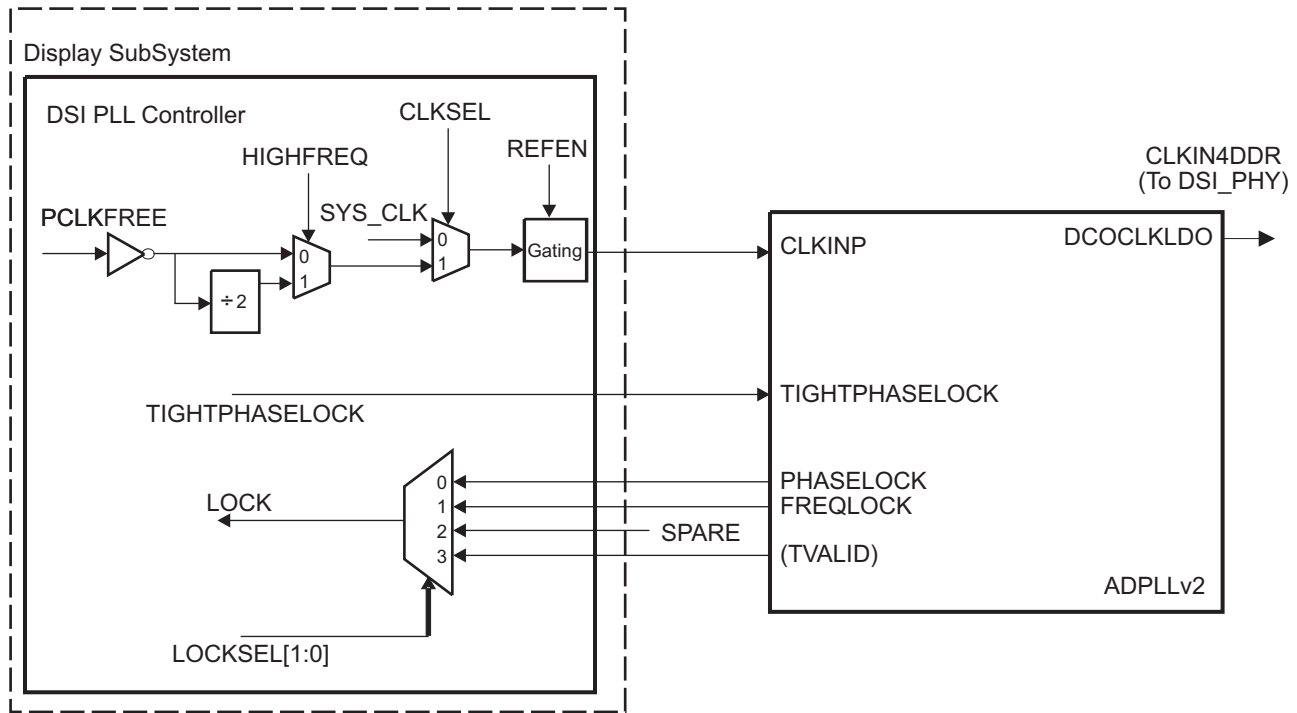 Display SubSystem
DSI PLL Controller
CLKSEL
HIGHFREQ
REFEN
CLKIN4DDR
(To DSI_PHY)
PCLKFREE
SYS_CLK
0
1
÷2
0
1
Gating
CLKINP
DCOCLKLDO
TIGHTPHASELOCK
TIGHTPHASELOCK
LOCK
0
1
2
3
PHASELOCK
FREQLOCK
SPARE
(TVALID)
ADPLLv2
LOCKSEL[1:0]